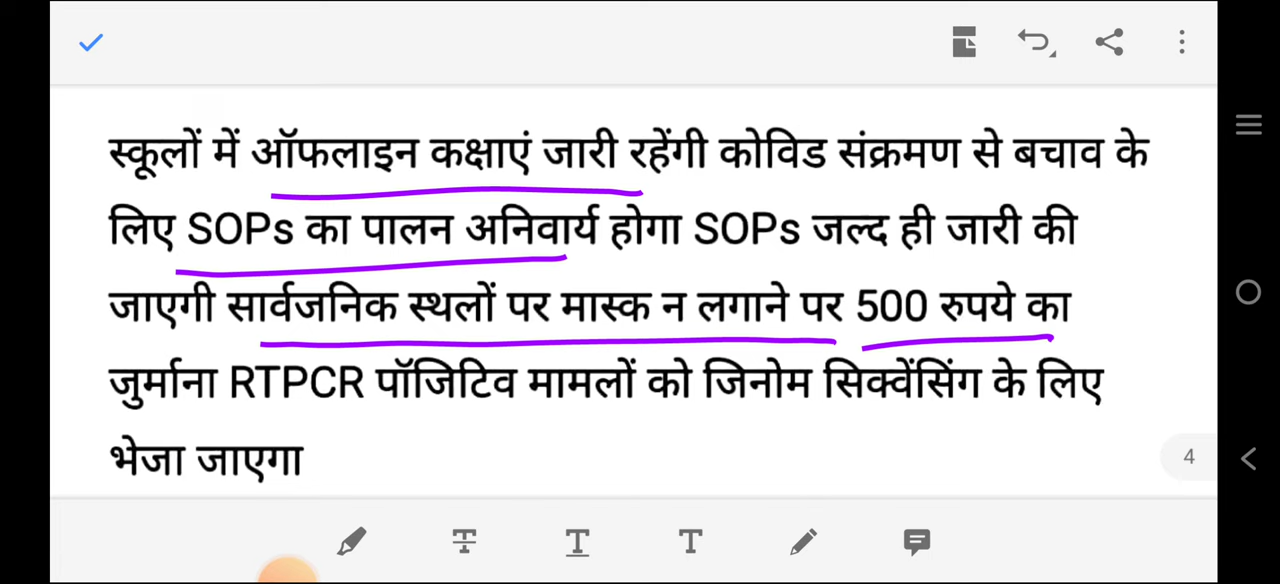 स्कूलों में ऑफलाइन कक्षाएं जारी रहेंगी कोविड संक्रमण से बचाव के
लिए SOPs का पालन अनिवार्य होगा SOPs जल्द ही जारी की
जाएगी सार्वजनिक स्थलों पर मास्क न लगाने पर 500 रुपये का
जुर्माना RTPCR पॉजिटिव मामलों को जिनोम सिक्वेंसिंग के लिए
भेजा जाएगा
4
T T T